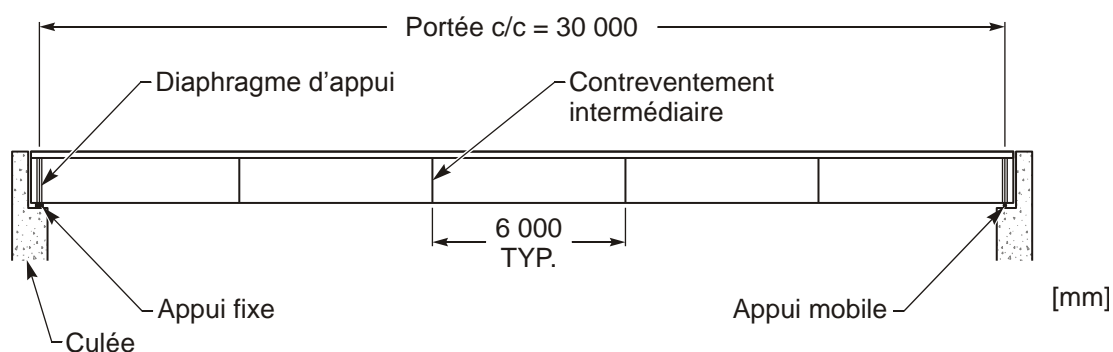 Portée c/c = 30 000
Diaphragme d'appui
Contreventement
intermédiaire
6 000
TYP.
Appui fixe
Appui mobile
[mm]
Culée